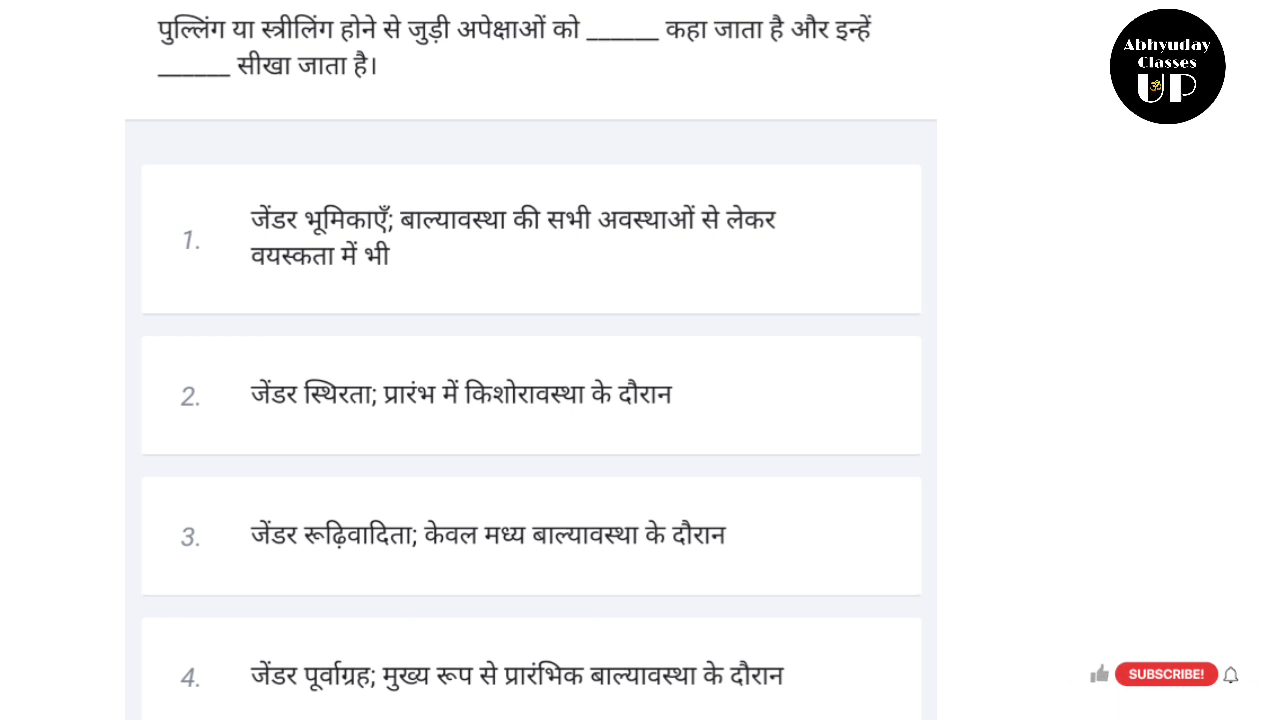 पुल्लिंग या स्त्रीलिंग होने से जुड़ी अपेक्षाओं को ______ कहा जाता है और इन्हें
______ सीखा जाता है।
Abhyuday
Classes
ॐ
UP
1.
जेंडर भूमिकाएँ; बाल्यावस्था की सभी अवस्थाओं से लेकर
वयस्कता में भी
2.
जेंडर स्थिरता; प्रारंभ में किशोरावस्था के दौरान
3.
जेंडर रूढ़िवादिता; केवल मध्य बाल्यावस्था के दौरान
4.
जेंडर पूर्वाग्रह; मुख्य रूप से प्रारंभिक बाल्यावस्था के दौरान
SUBSCRIBE!